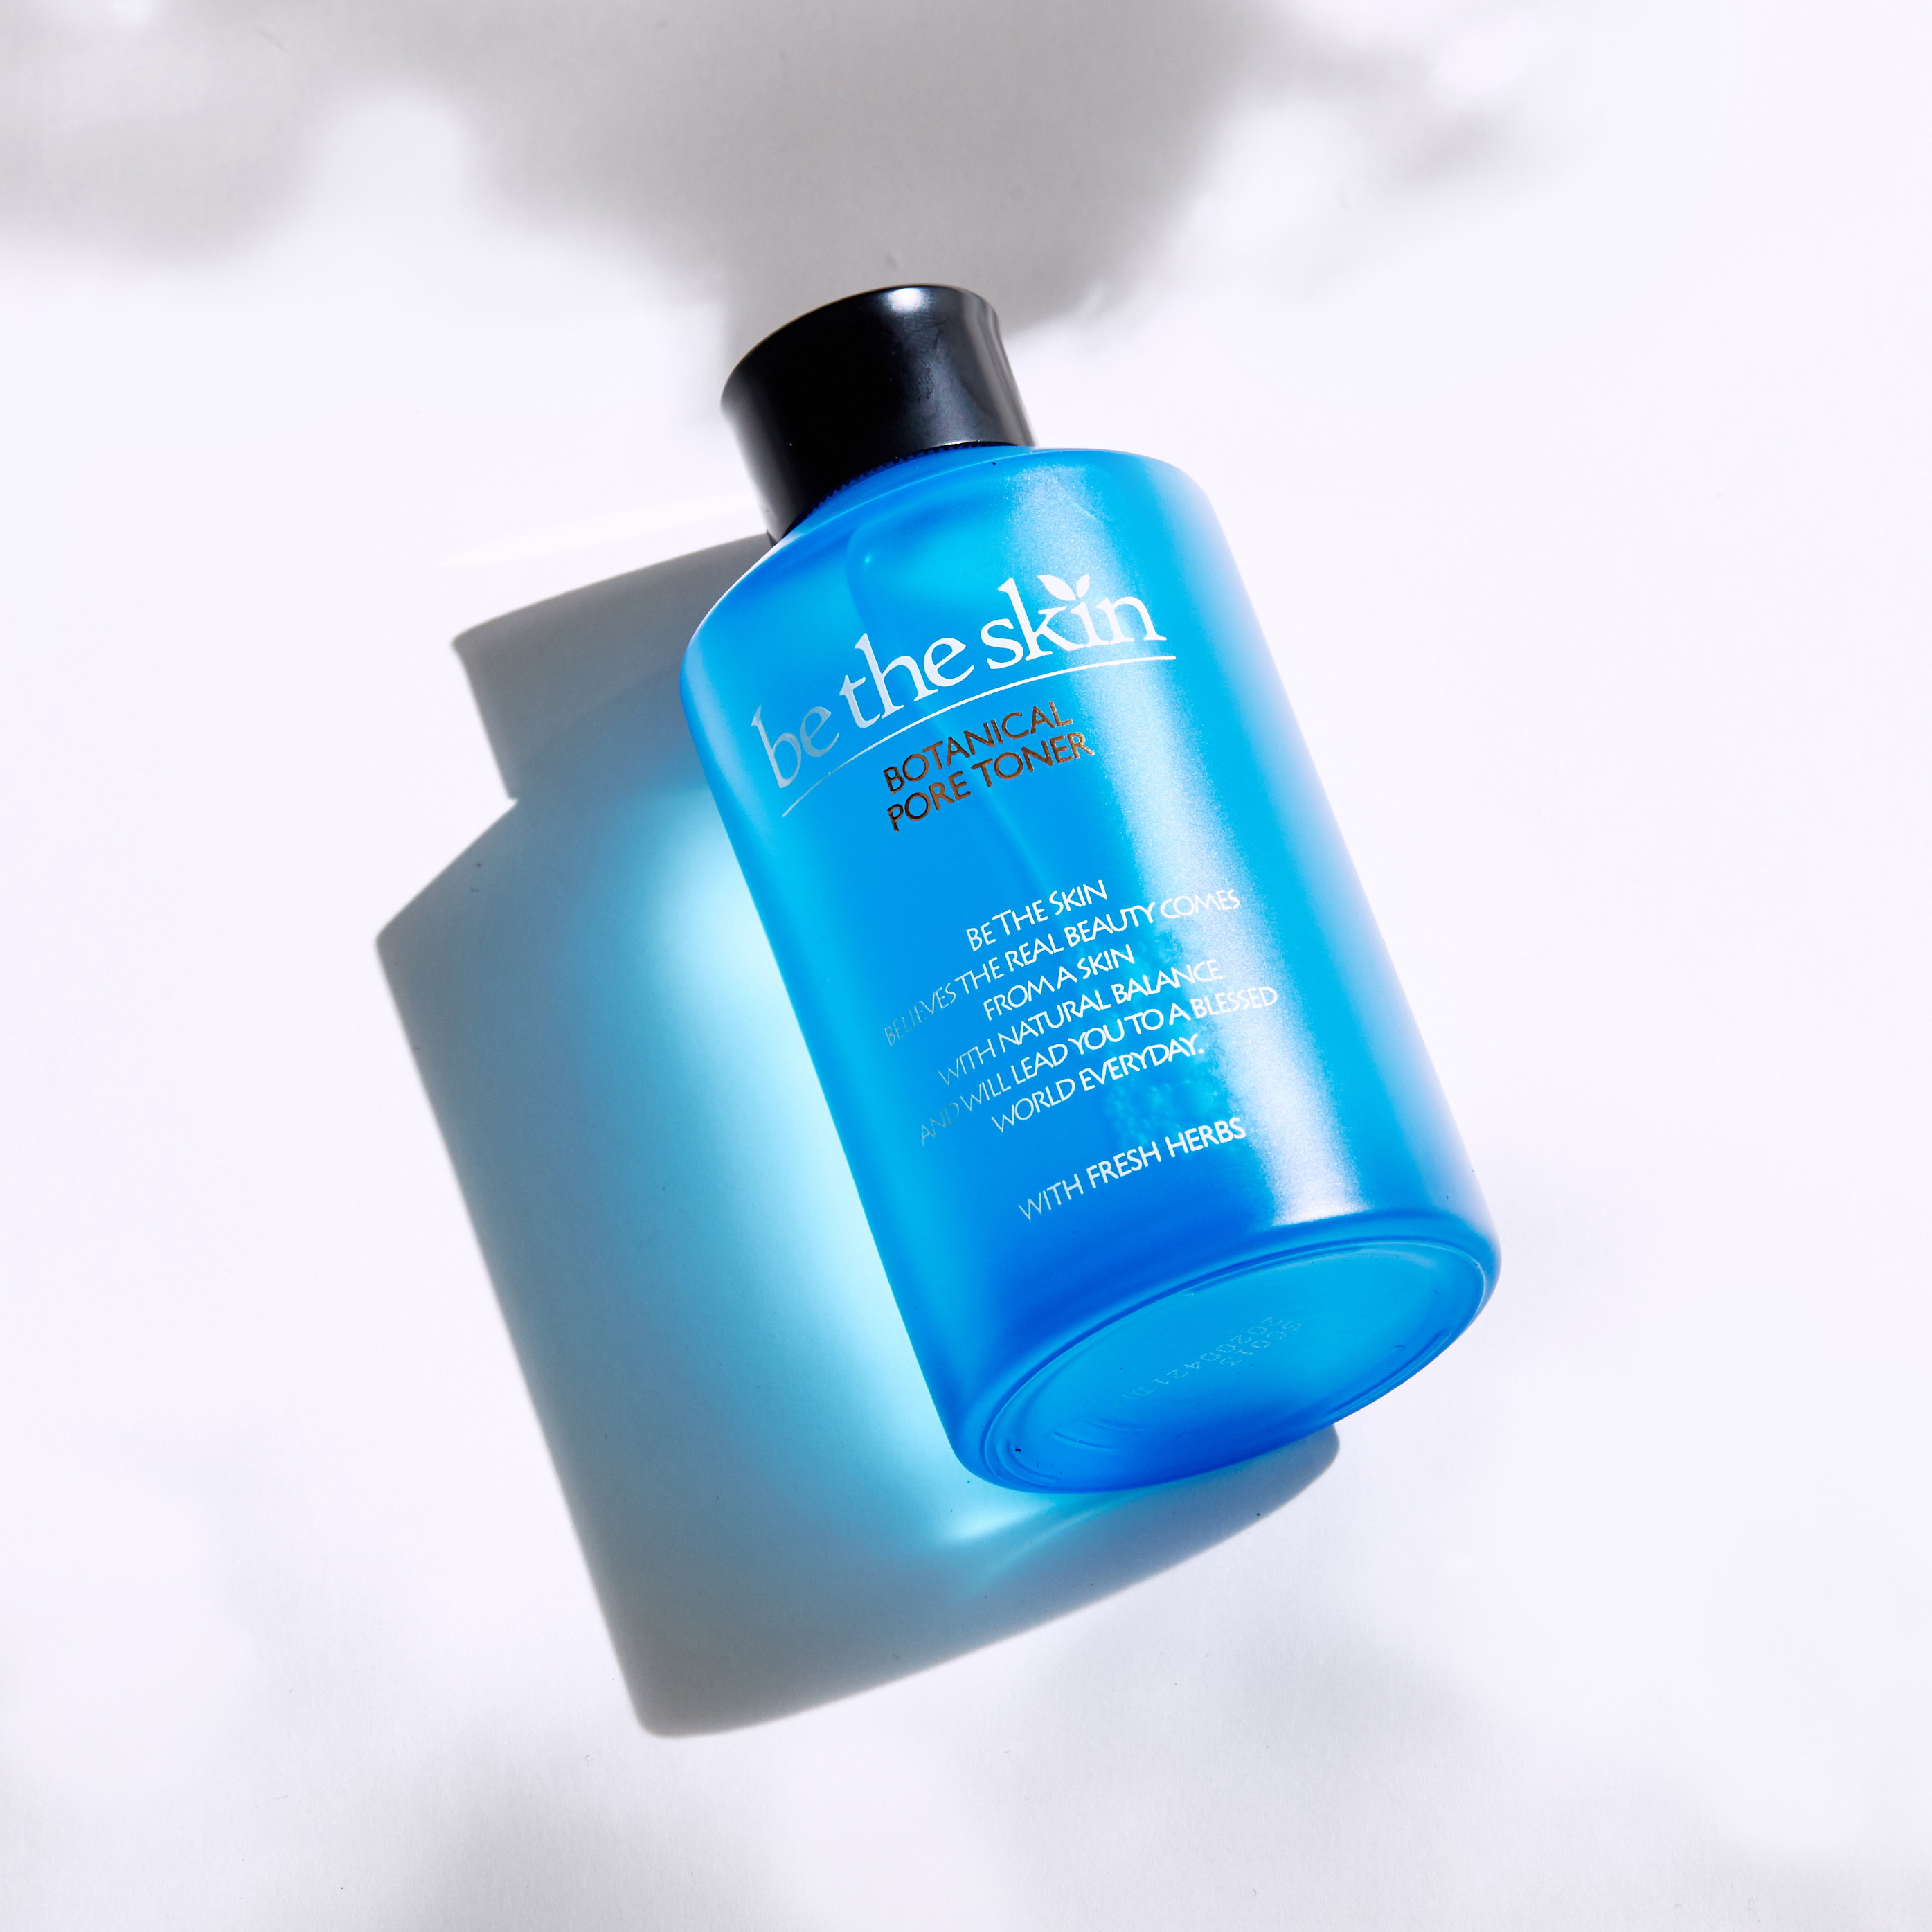 be the skin
BOTANICAL
PORE TONER
BE THE SKIN
BELIEVES THE REAL BEAUTY COMES
FROM A SKIN
WITH NATURAL BALANCE
AND WILL LEAD YOU TO A BLESSED
WORLD EVERYDAY.
WITH FRESH HERBS